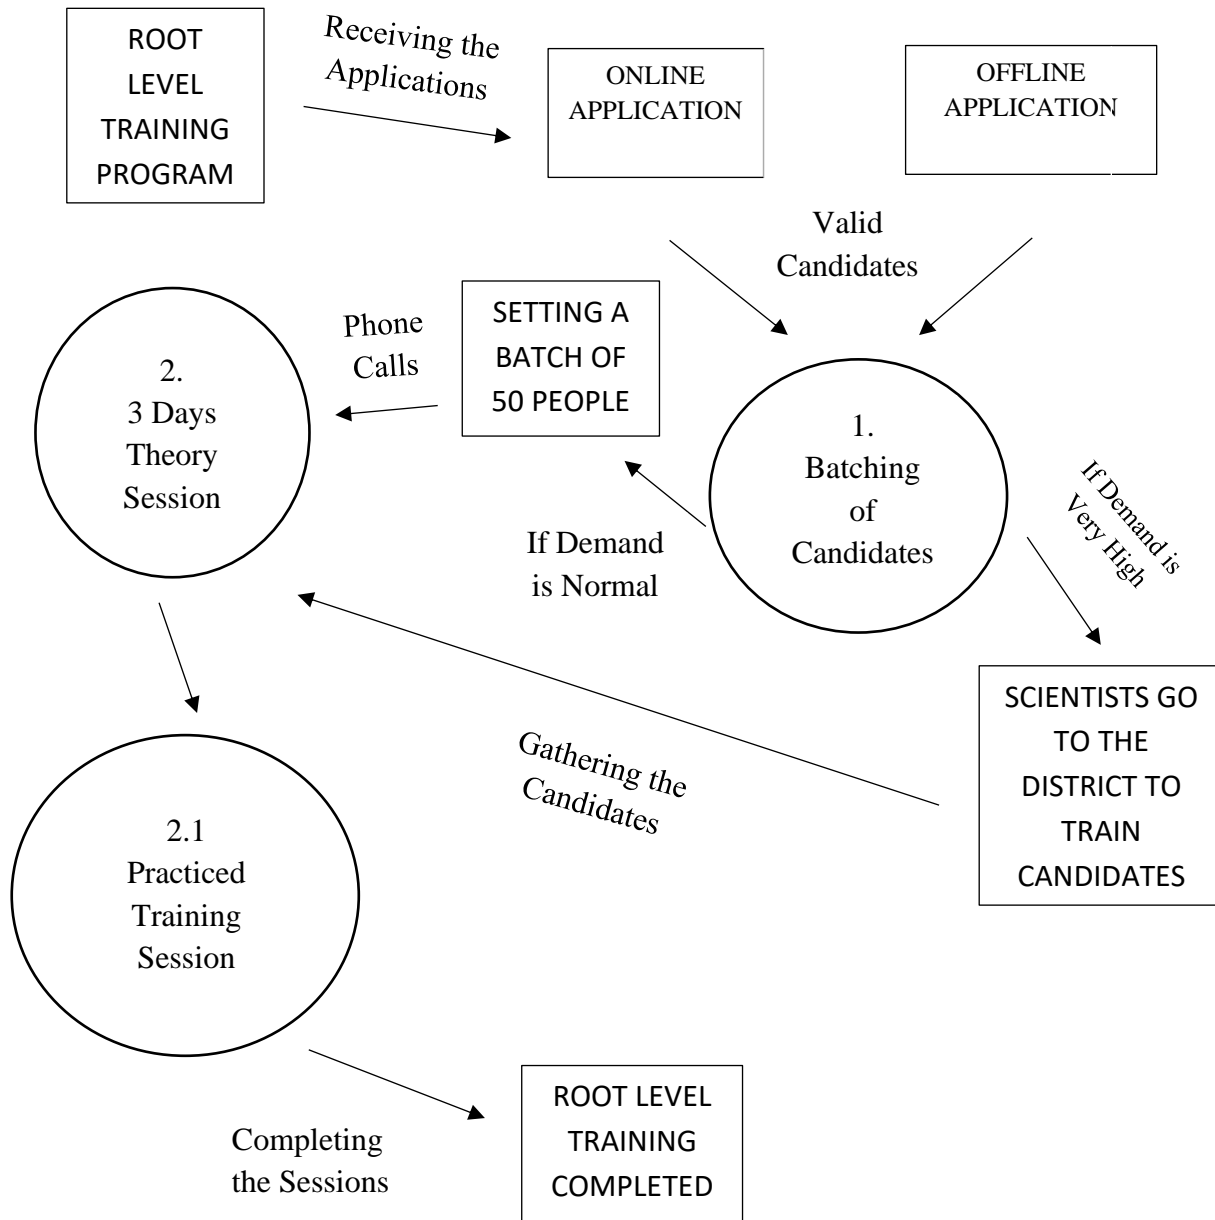 ROOT
LEVEL
TRAINING
PROGRAM
Receiving the
Applications
ONLINE
APPLICATION
OFFLINE
APPLICATION
Valid
Candidates
2.
3 Days
Theory
Session
Phone
Calls
SETTING A
BATCH OF
50 PEOPLE
1.
Batching
of
Candidates
If Demand
is Normal
If Demand is
Very High
SCIENTISTS GO
TO THE
DISTRICT TO
TRAIN
CANDIDATES
Gathering the
Candidates
2.1
Practiced
Training
Session
Completing
the Sessions
ROOT LEVEL
TRAINING
COMPLETED